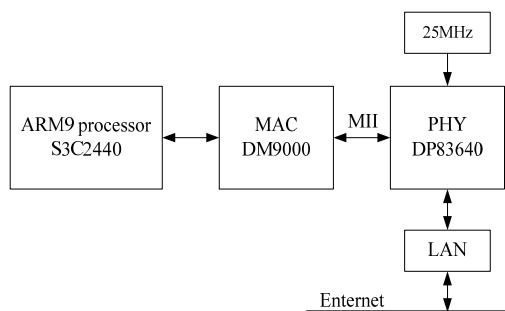 25MHz
ARM9 processor
S3C2440
MAC
DM9000
MII
PHY
DP83640
LAN
Enternet